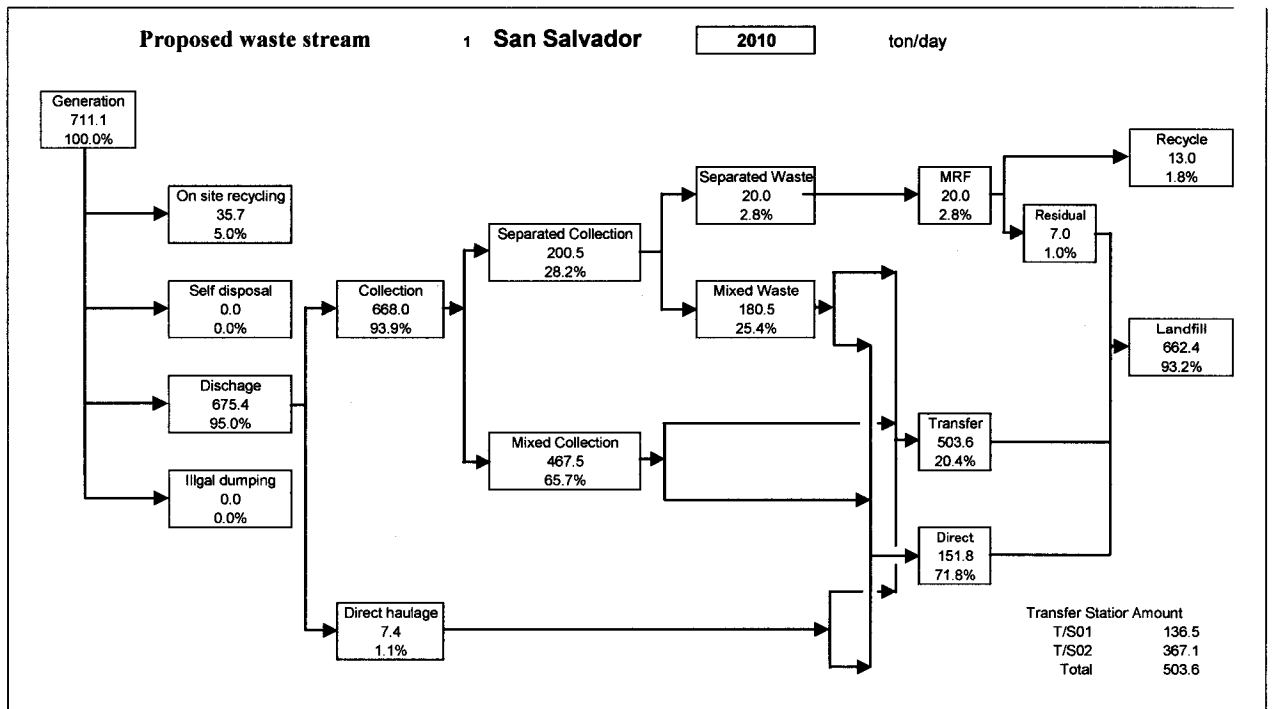 Proposed waste stream 1 San Salvador 2010 ton/day
Generation
711.1
100.0%
On site recycling
35.7
5.0%
Self disposal
0.0
0.0%
Dischage
675.4
95.0%
Illgal dumping
0.0
0.0%
Collection
668.0
93.9%
Direct haulage
7.4
1.1%
Separated Collection
200.5
28.2%
Mixed Collection
467.5
65.7%
Separated Waste
20.0
2.8%
Mixed Waste
180.5
25.4%
MRF
20.0
2.8%
Transfer
503.6
20.4%
Direct
151.8
71.8%
Recycle
13.0
1.8%
Residual
7.0
1.0%
Landfill
662.4
93.2%
Transfer Statior Amount
T/S01 136.5
T/S02 367.1
Total 503.6